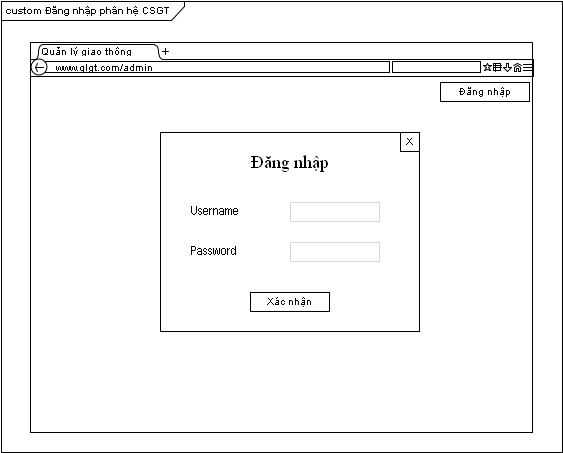 custom Đăng nhập phân hệ CSGT
Quản lý giao thông +
www.qlgt.com/admin
Đăng nhập
X
Đăng nhập
Username
Password
Xác nhận